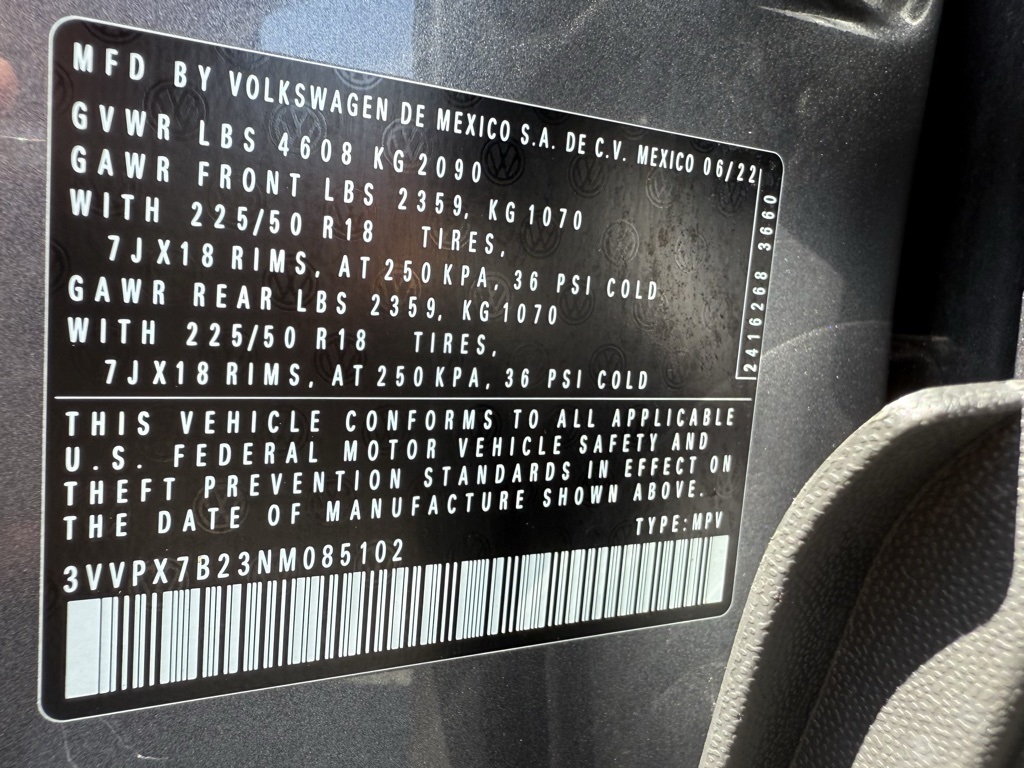 MFD BY VOLKSWAGEN DE MEXICO S.A. DE C.V. MEXICO 06/22
GVWR LBS 4608 KG 2090
GAWR FRONT LBS 2359, KG 1070
WITH 225/50 R18 TIRES,
7JX18 RIMS, AT 250 KPA, 36 PSI COLD
GAWR REAR LBS 2359, KG 1070
WITH 225/50 R18 TIRES,
7JX18 RIMS, AT 250 KPA, 36 PSI COLD
2416268 3660
THIS VEHICLE CONFORMS TO ALL APPLICABLE
U.S. FEDERAL MOTOR VEHICLE SAFETY AND
THEFT PREVENTION STANDARDS IN EFFECT ON
THE DATE OF MANUFACTURE SHOWN ABOVE.
TYPE:MPV
3VVPX7B23NM085102